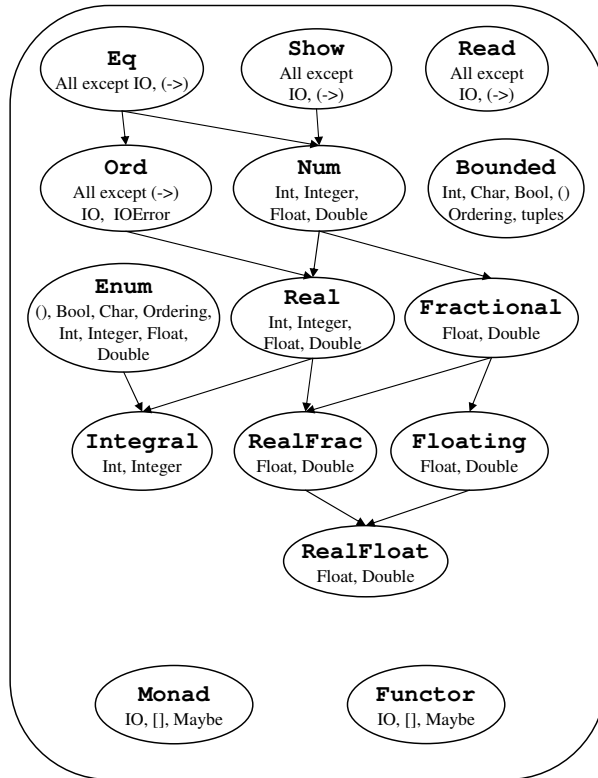 Eq
All except IO, (->)
Show
All except
IO, (->)
Read
All except
IO, (->)
Ord
All except (->)
IO, IOError
Num
Int, Integer,
Float, Double
Bounded
Int, Char, Bool, ()
Ordering, tuples
Enum
(), Bool, Char, Ordering,
Int, Integer, Float,
Double
Real
Int, Integer,
Float, Double
Fractional
Float, Double
Integral
Int, Integer
RealFrac
Float, Double
Floating
Float, Double
RealFloat
Float, Double
Monad
IO, [], Maybe
Functor
IO, [], Maybe